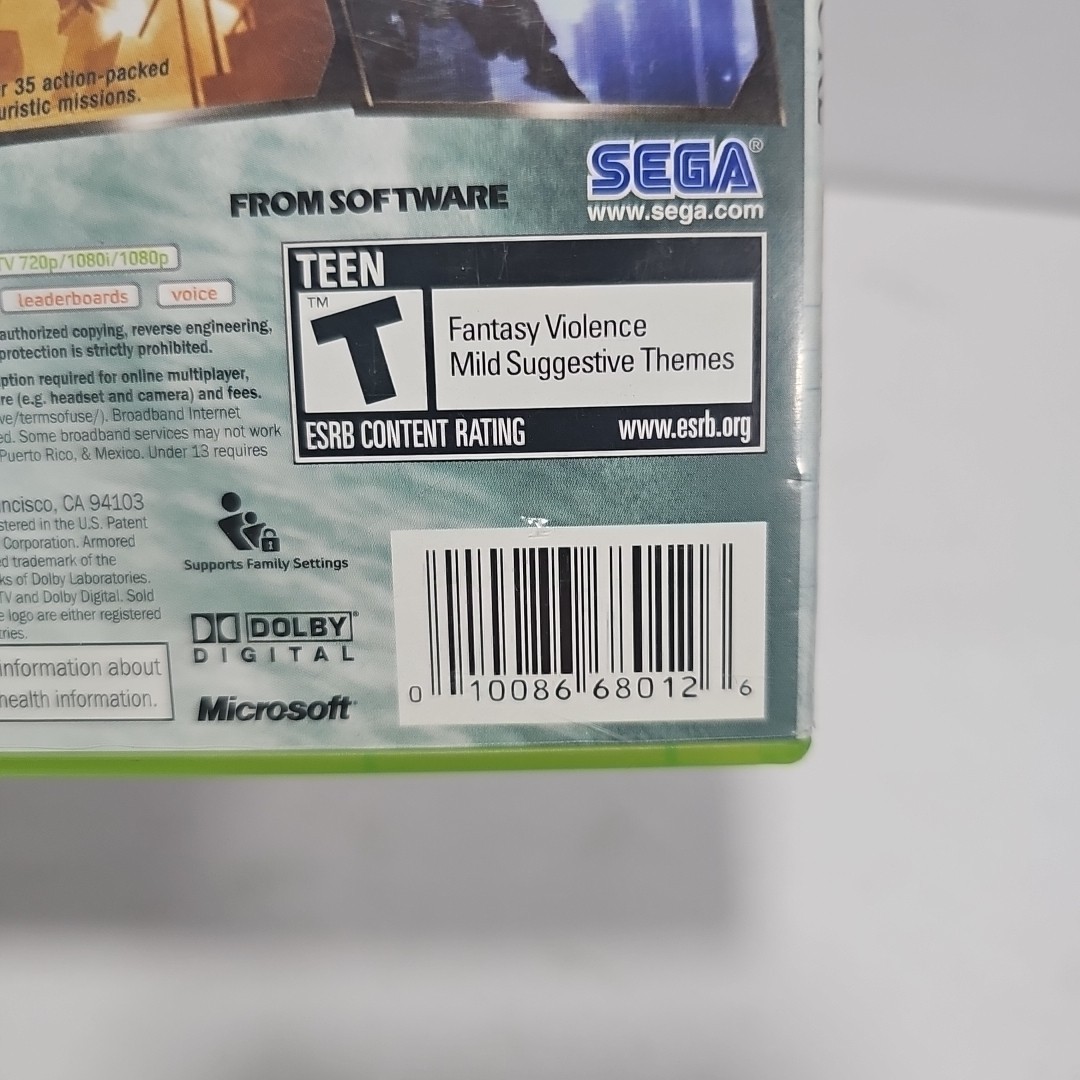 r 35 action-packed
uristic missions.
SEGA®
www.sega.com
FROM SOFTWARE
TV 720p/1080i/1080p
leaderboards voice
authorized copying, reverse engineering,
protection is strictly prohibited.
ption required for online multiplayer,
re (e.g. headset and camera) and fees.
ve/termsofuse/). Broadband Internet
ed. Some broadband services may not work
Puerto Rico, & Mexico. Under 13 requires
TEEN
TM
T
Fantasy Violence
Mild Suggestive Themes
ESRB CONTENT RATING www.esrb.org
ncisco, CA 94103
stered in the U.S. Patent
Corporation. Armored
ed trademark of the
ks of Dolby Laboratories.
TV and Dolby Digital. Sold
e logo are either registered
tries.
information about
health information.
Supports Family Settings
DOLBY®
DIGITAL
Microsoft®
0 10086 68012 6